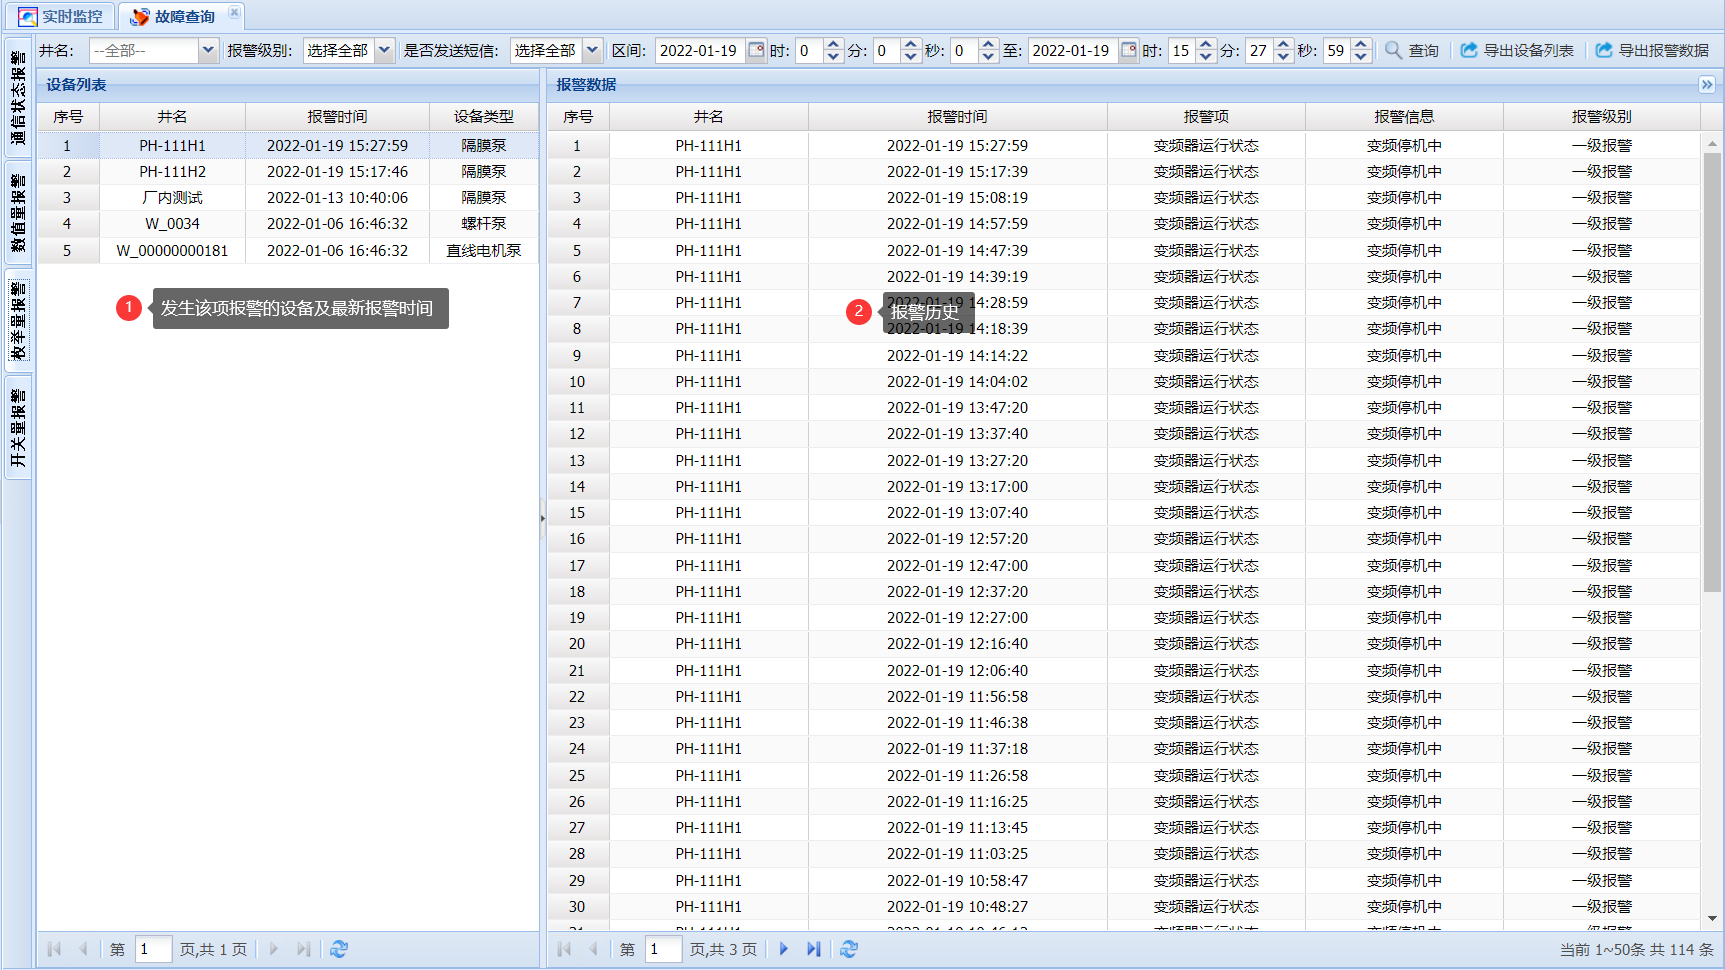 实时监控 故障查询
井名: --全部-- 报警级别: 选择全部 是否发送短信: 选择全部 区间: 2022-01-19 时: 0 分: 0 秒: 0 至: 2022-01-19 时: 15 分: 27 秒: 59 查询 导出设备列表 导出报警数据
通信状态报警
数值量报警
枚举量报警
开关量报警
设备列表
序号 井名 报警时间 设备类型
1 PH-111H1 2022-01-19 15:27:59 隔膜泵
2 PH-111H2 2022-01-19 15:17:46 隔膜泵
3 厂内测试 2022-01-13 10:40:06 隔膜泵
4 W_0034 2022-01-06 16:46:32 螺杆泵
5 W_00000000181 2022-01-06 16:46:32 直线电机泵
1 发生该项报警的设备及最新报警时间
第 1 页,共 1 页
报警数据
序号 井名 报警时间 报警项 报警信息 报警级别
1 PH-111H1 2022-01-19 15:27:59 变频器运行状态 变频停机中 一级报警
2 PH-111H1 2022-01-19 15:17:39 变频器运行状态 变频停机中 一级报警
3 PH-111H1 2022-01-19 15:08:19 变频器运行状态 变频停机中 一级报警
4 PH-111H1 2022-01-19 14:57:59 变频器运行状态 变频停机中 一级报警
5 PH-111H1 2022-01-19 14:47:39 变频器运行状态 变频停机中 一级报警
6 PH-111H1 2022-01-19 14:39:19 变频器运行状态 变频停机中 一级报警
7 PH-111H1 2022-01-19 14:28:59 变频器运行状态 变频停机中 一级报警
2 报警历史
8 PH-111H1 2022-01-19 14:18:39 变频器运行状态 变频停机中 一级报警
9 PH-111H1 2022-01-19 14:14:22 变频器运行状态 变频停机中 一级报警
10 PH-111H1 2022-01-19 14:04:02 变频器运行状态 变频停机中 一级报警
11 PH-111H1 2022-01-19 13:47:20 变频器运行状态 变频停机中 一级报警
12 PH-111H1 2022-01-19 13:37:40 变频器运行状态 变频停机中 一级报警
13 PH-111H1 2022-01-19 13:27:20 变频器运行状态 变频停机中 一级报警
14 PH-111H1 2022-01-19 13:17:00 变频器运行状态 变频停机中 一级报警
15 PH-111H1 2022-01-19 13:07:40 变频器运行状态 变频停机中 一级报警
16 PH-111H1 2022-01-19 12:57:20 变频器运行状态 变频停机中 一级报警
17 PH-111H1 2022-01-19 12:47:00 变频器运行状态 变频停机中 一级报警
18 PH-111H1 2022-01-19 12:37:20 变频器运行状态 变频停机中 一级报警
19 PH-111H1 2022-01-19 12:27:00 变频器运行状态 变频停机中 一级报警
20 PH-111H1 2022-01-19 12:16:40 变频器运行状态 变频停机中 一级报警
21 PH-111H1 2022-01-19 12:06:40 变频器运行状态 变频停机中 一级报警
22 PH-111H1 2022-01-19 11:56:58 变频器运行状态 变频停机中 一级报警
23 PH-111H1 2022-01-19 11:46:38 变频器运行状态 变频停机中 一级报警
24 PH-111H1 2022-01-19 11:37:18 变频器运行状态 变频停机中 一级报警
25 PH-111H1 2022-01-19 11:26:58 变频器运行状态 变频停机中 一级报警
26 PH-111H1 2022-01-19 11:16:25 变频器运行状态 变频停机中 一级报警
27 PH-111H1 2022-01-19 11:13:45 变频器运行状态 变频停机中 一级报警
28 PH-111H1 2022-01-19 11:03:25 变频器运行状态 变频停机中 一级报警
29 PH-111H1 2022-01-19 10:58:47 变频器运行状态 变频停机中 一级报警
30 PH-111H1 2022-01-19 10:48:27 变频器运行状态 变频停机中 一级报警
第 1 页,共 3 页 当前 1~50条 共 114 条